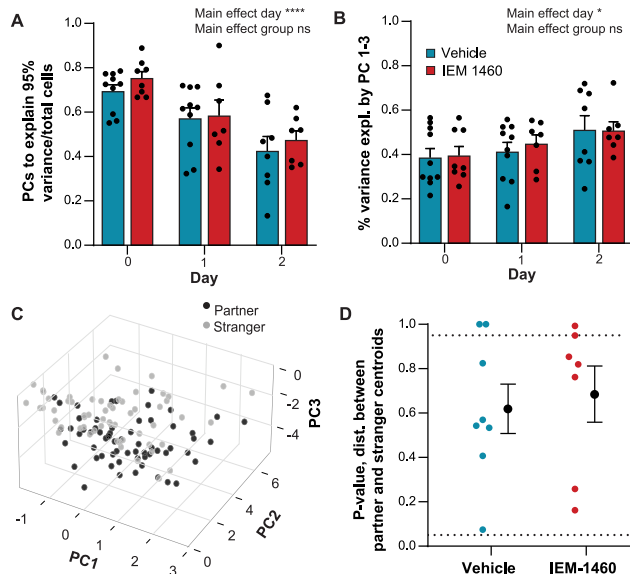 A
Main effect day ****
Main effect group ns
PCs to explain 95%
variance/total cells
1.0
0.8
0.6
0.4
0.2
0.0
0
1
2
Day
B
Main effect day *
Main effect group ns
Vehicle
IEM 1460
% variance expl. by PC 1-3
1.0
0.8
0.6
0.4
0.2
0.0
0
1
2
Day
C
Partner
Stranger
0
-2
-4
PC3
6
4
2
0
PC2
-1
0
1
2
3
PC1
D
P-value, dist. between
partner and stranger centroids
1.0
0.8
0.6
0.4
0.2
0.0
Vehicle
IEM-1460